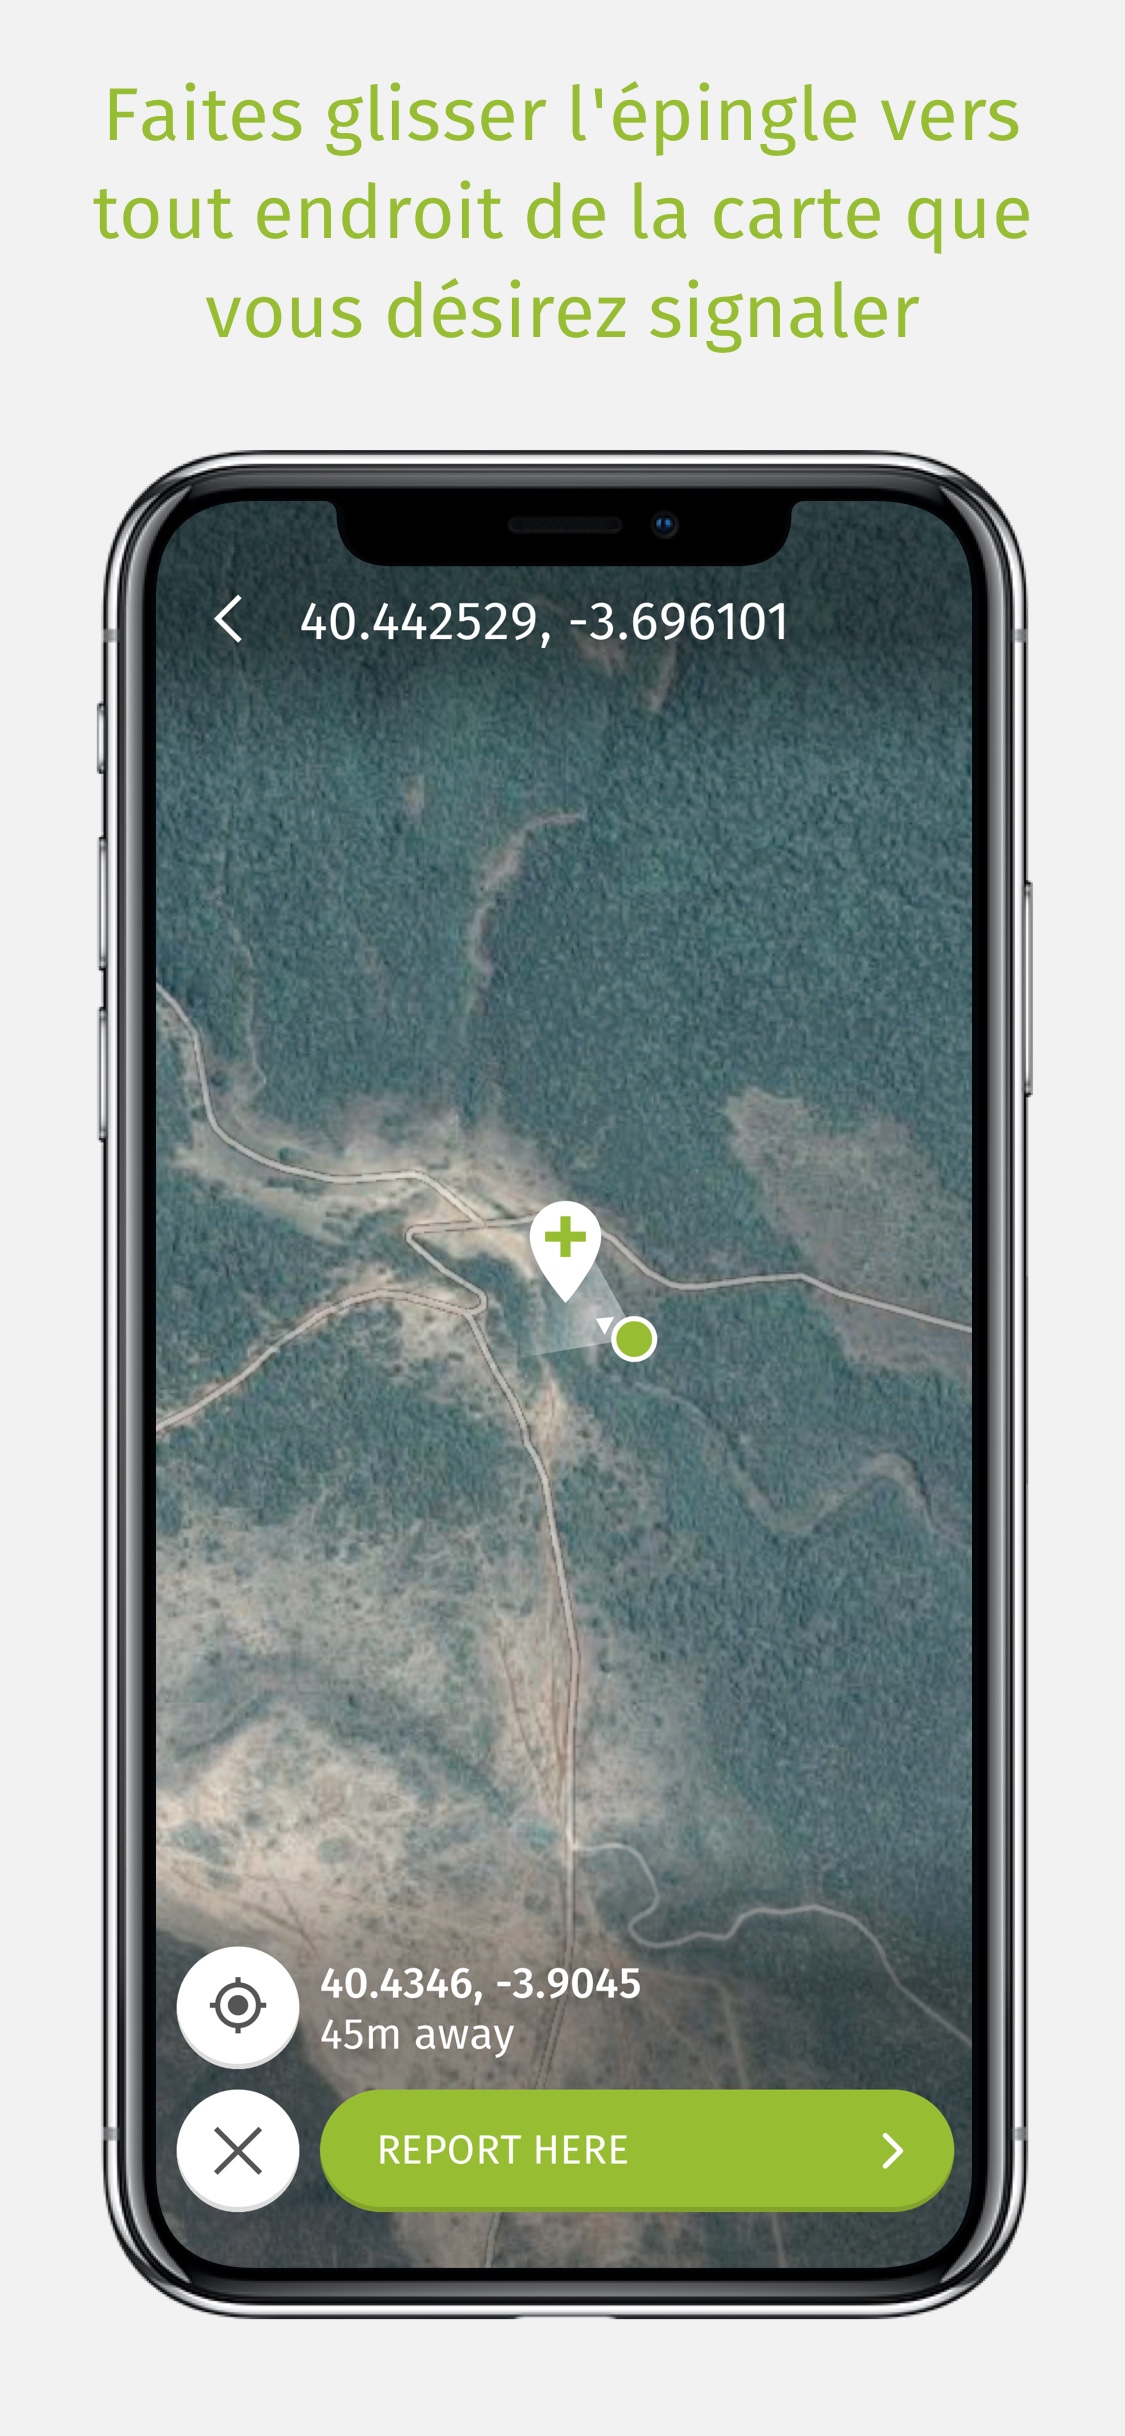 Faites glisser l'épingle vers
tout endroit de la carte que
vous désirez signaler
40.442529, -3.696101
40.4346, -3.9045
45m away
REPORT HERE